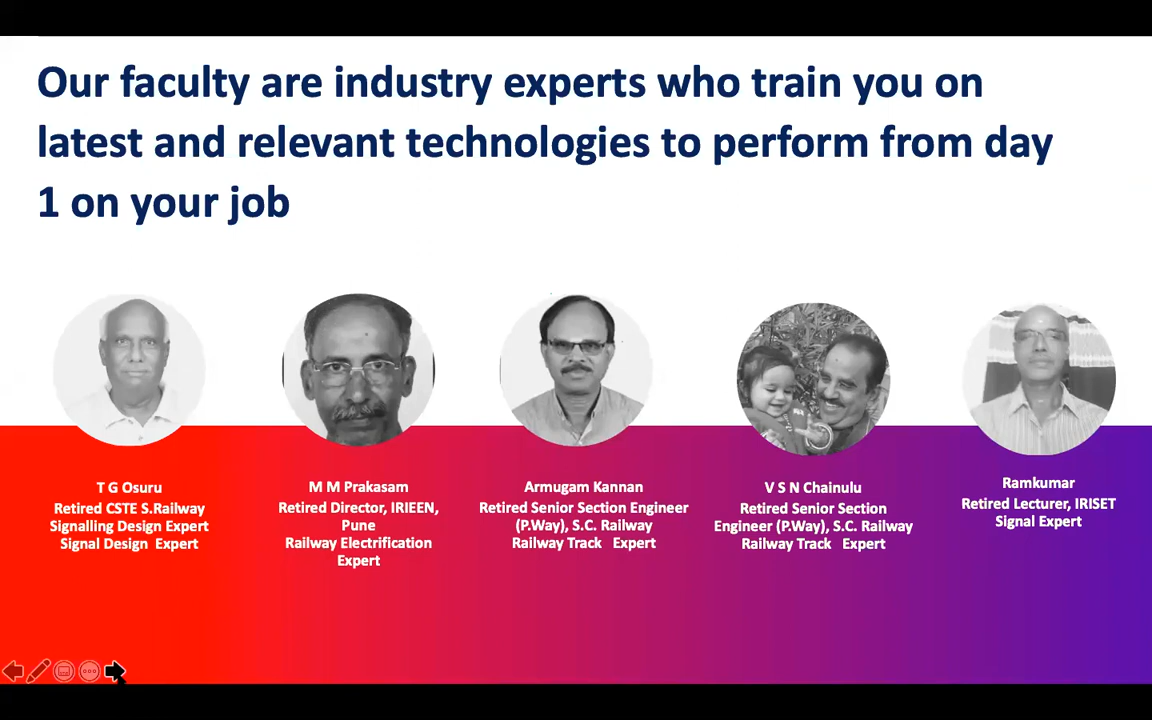 Our faculty are industry experts who train you on
latest and relevant technologies to perform from day
1 on your job
T G Osuru
Retired CSTE S.Railway
Signalling Design Expert
Signal Design Expert
M M Prakasam
Retired Director, IRIEEN,
Pune
Railway Electrification
Expert
Armugam Kannan
Retired Senior Section Engineer
(P.Way), S.C. Railway
Railway Track Expert
V S N Chainulu
Retired Senior Section
Engineer (P.Way), S.C. Railway
Railway Track Expert
Ramkumar
Retired Lecturer, IRISET
Signal Expert